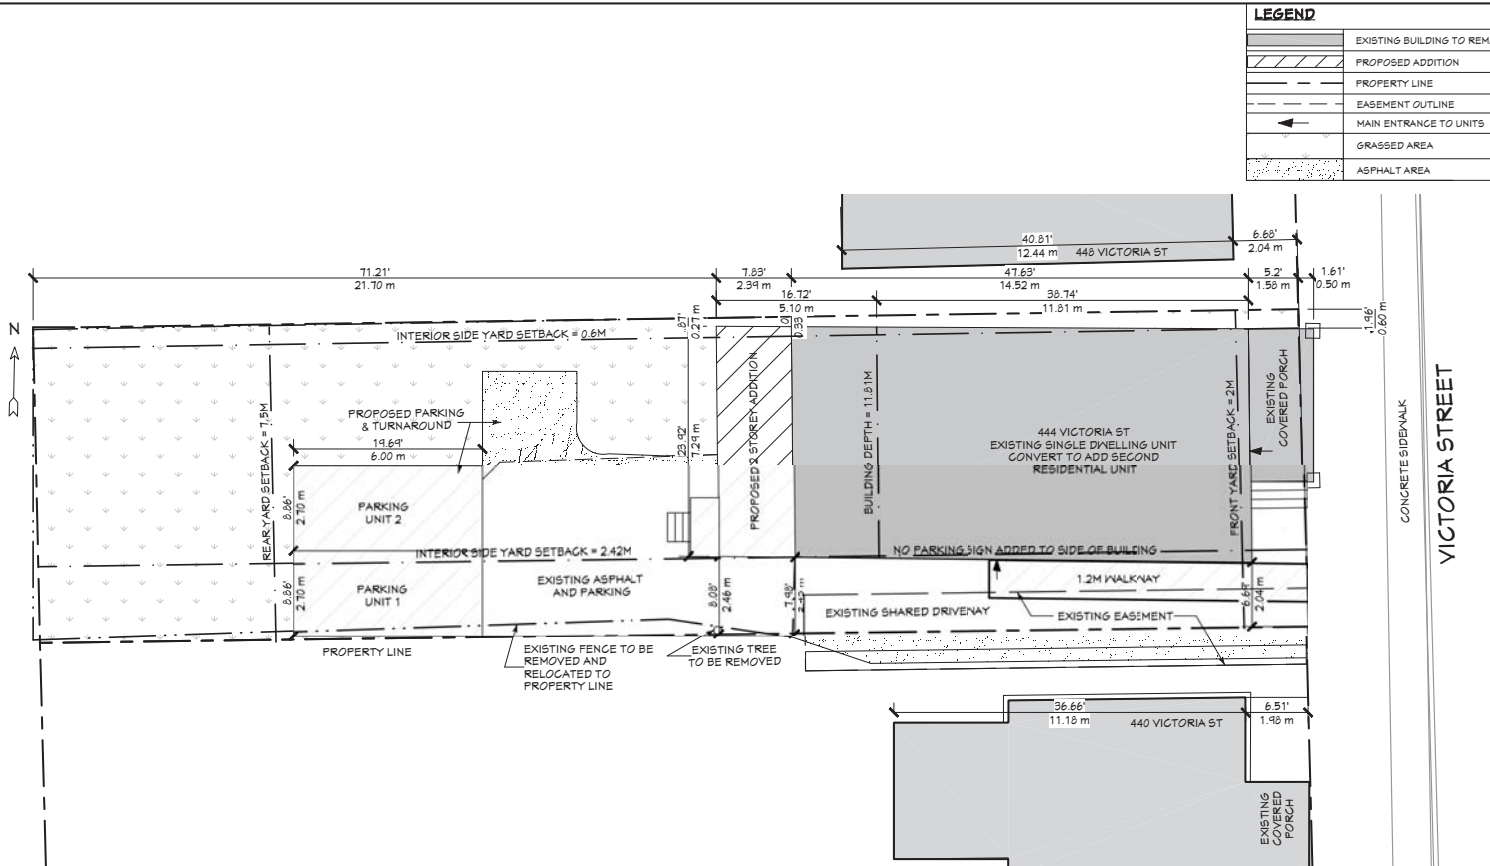 LEGEND
EXISTING BUILDING TO REM
PROPOSED ADDITION
PROPERTY LINE
EASEMENT OUTLINE
MAIN ENTRANCE TO UNITS
GRASSED AREA
ASPHALT AREA
40.81'
12.44 m
448 VICTORIA ST
6.68'
2.04 m
71.21'
21.70 m
7.83'
2.39 m
47.63'
14.52 m
5.2'
1.58 m
1.61'
0.50 m
16.72'
5.10 m
38.74'
11.81 m
1.96'
0.60 m
N
INTERIOR SIDE YARD SETBACK = 0.6M
.87'
0.27 m
0.33
REAR YARD SETBACK = 7.5M
PROPOSED PARKING
& TURNAROUND
19.69'
6.00 m
23.92'
7.29 m
PROPOSED 2 STOREY ADDITION
BUILDING DEPTH = 11.81M
444 VICTORIA ST
EXISTING SINGLE DWELLING UNIT
CONVERT TO ADD SECOND
RESIDENTIAL UNIT
FRONT YARD SETBACK = 2M
EXISTING
COVERED PORCH
CONCRETE SIDEWALK
VICTORIA STREET
8.86'
2.70 m
PARKING
UNIT 2
INTERIOR SIDE YARD SETBACK = 2.42M
NO PARKING SIGN ADDED TO SIDE OF BUILDING
8.86'
2.70 m
PARKING
UNIT 1
EXISTING ASPHALT
AND PARKING
8.08'
2.46 m
7.98'
EXISTING SHARED DRIVEWAY
1.2M WALKWAY
EXISTING EASEMENT
6.69'
2.04 m
PROPERTY LINE
EXISTING FENCE TO BE
REMOVED AND
RELOCATED TO
PROPERTY LINE
EXISTING TREE
TO BE REMOVED
36.66'
11.18 m
440 VICTORIA ST
6.51'
1.98 m
EXISTING
COVERED
PORCH